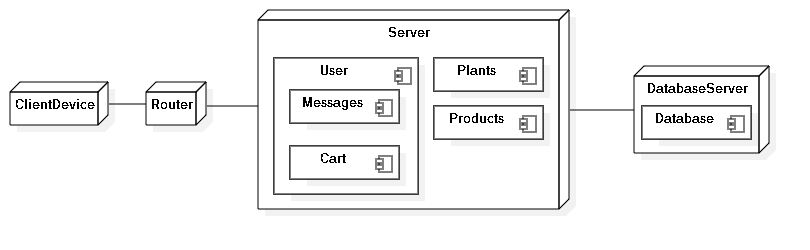 Server
User
Plants
ClientDevice
Router
Messages
Products
Cart
DatabaseServer
Database